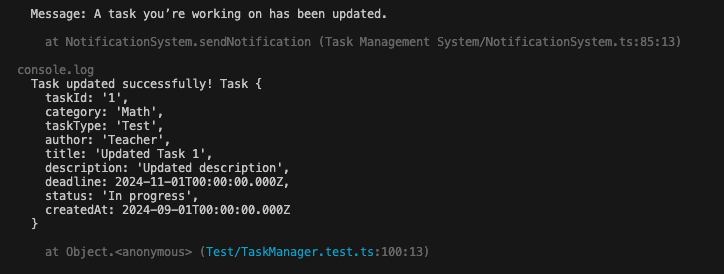 Message: A task you’re working on has been updated.
at NotificationSystem.sendNotification (Task Management System/NotificationSystem.ts:85:13)
console.log
Task updated successfully! Task {
taskId: '1',
category: 'Math',
taskType: 'Test',
author: 'Teacher',
title: 'Updated Task 1',
description: 'Updated description',
deadline: 2024-11-01T00:00:00.000Z,
status: 'In progress',
createdAt: 2024-09-01T00:00:00.000Z
}
at Object.<anonymous> (Test/TaskManager.test.ts:100:13)